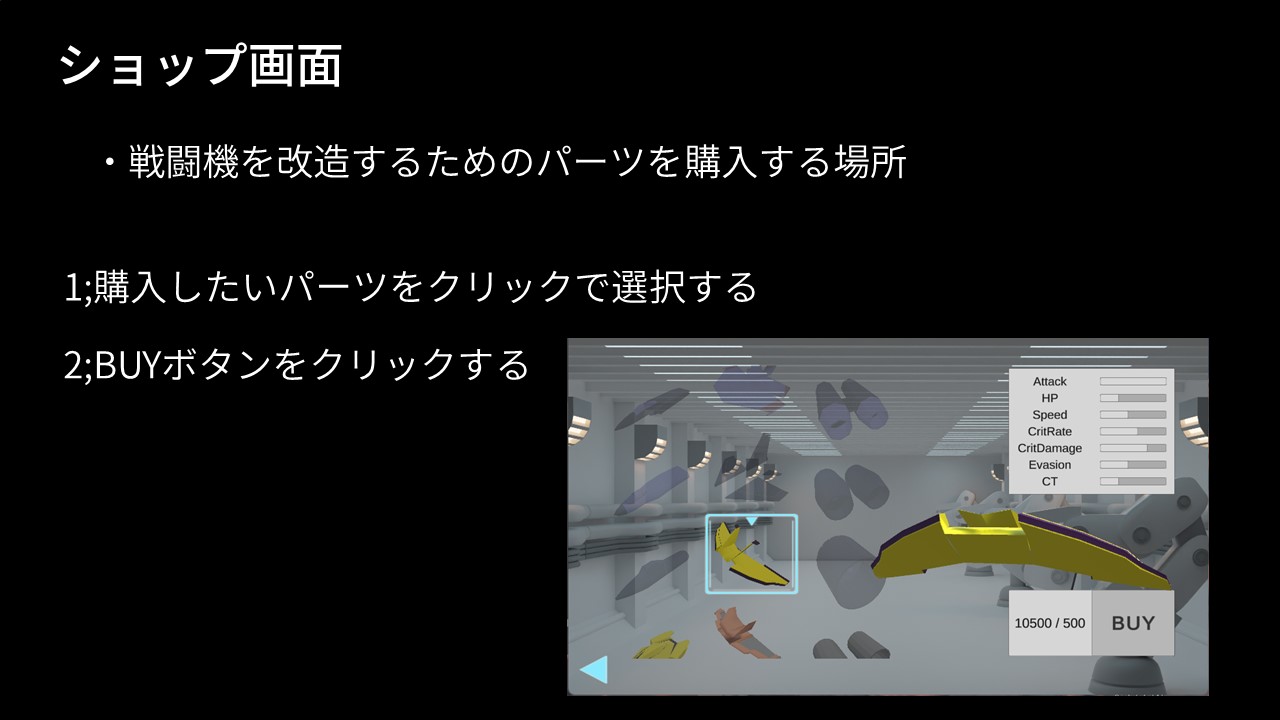 ショップ画面
・戦闘機を改造するためのパーツを購入する場所
1;購入したいパーツをクリックで選択する
2;BUYボタンをクリックする
Attack
HP
Speed
CritRate
CritDamage
Evasion
CT
10500 / 500
BUY